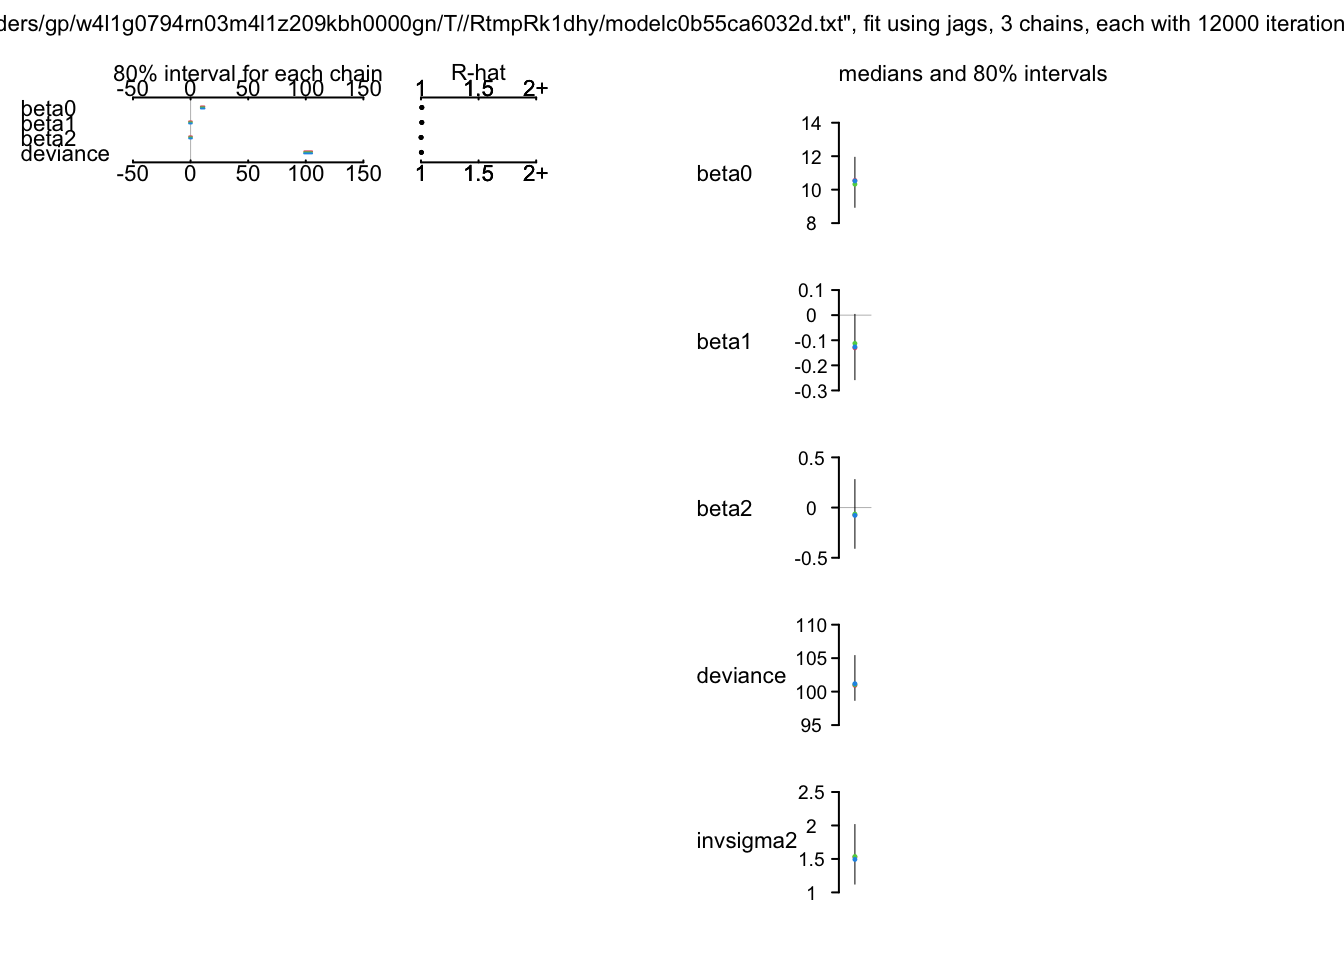 ders/gp/w4l1g0794rn03m4l1z209kbh0000gn/T//RtmpRk1dhy/modelc0b55ca6032d.txt", fit using jags, 3 chains, each with 12000 iteration
80% interval for each chain R-hat
-50 0 50 100 150 1 1.5 2+
beta0
beta1
beta2
deviance
-50 0 50 100 150 1 1.5 2+
medians and 80% intervals
beta0
14
12
10
8
beta1
0.1
0
-0.1
-0.2
-0.3
beta2
0.5
0
-0.5
deviance
110
105
100
95
invsigma2
2.5
2
1.5
1